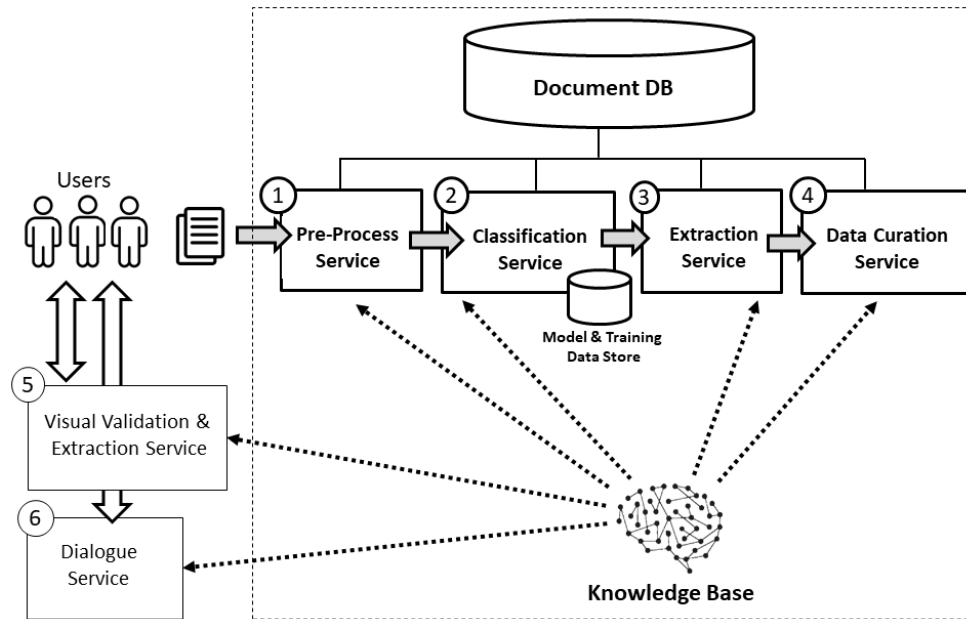 Document DB
Users
1
Pre-Process
Service
2
Classification
Service
3
Extraction
Service
4
Data Curation
Service
Model & Training
Data Store
5
Visual Validation &
Extraction Service
6
Dialogue
Service
Knowledge Base